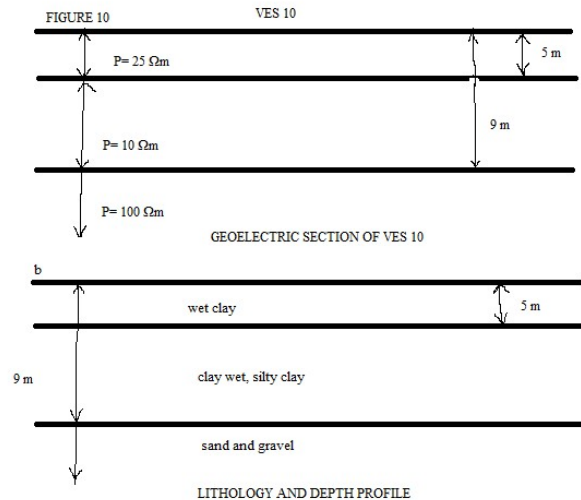 FIGURE 10
VES 10
P= 25 Ωm
5 m
9 m
P= 10 Ωm
P= 100 Ωm
GEOELECTRIC SECTION OF VES 10
b
wet clay
5 m
9 m
clay wet, silty clay
sand and gravel
LITHOLOGY AND DEPTH PROFILE